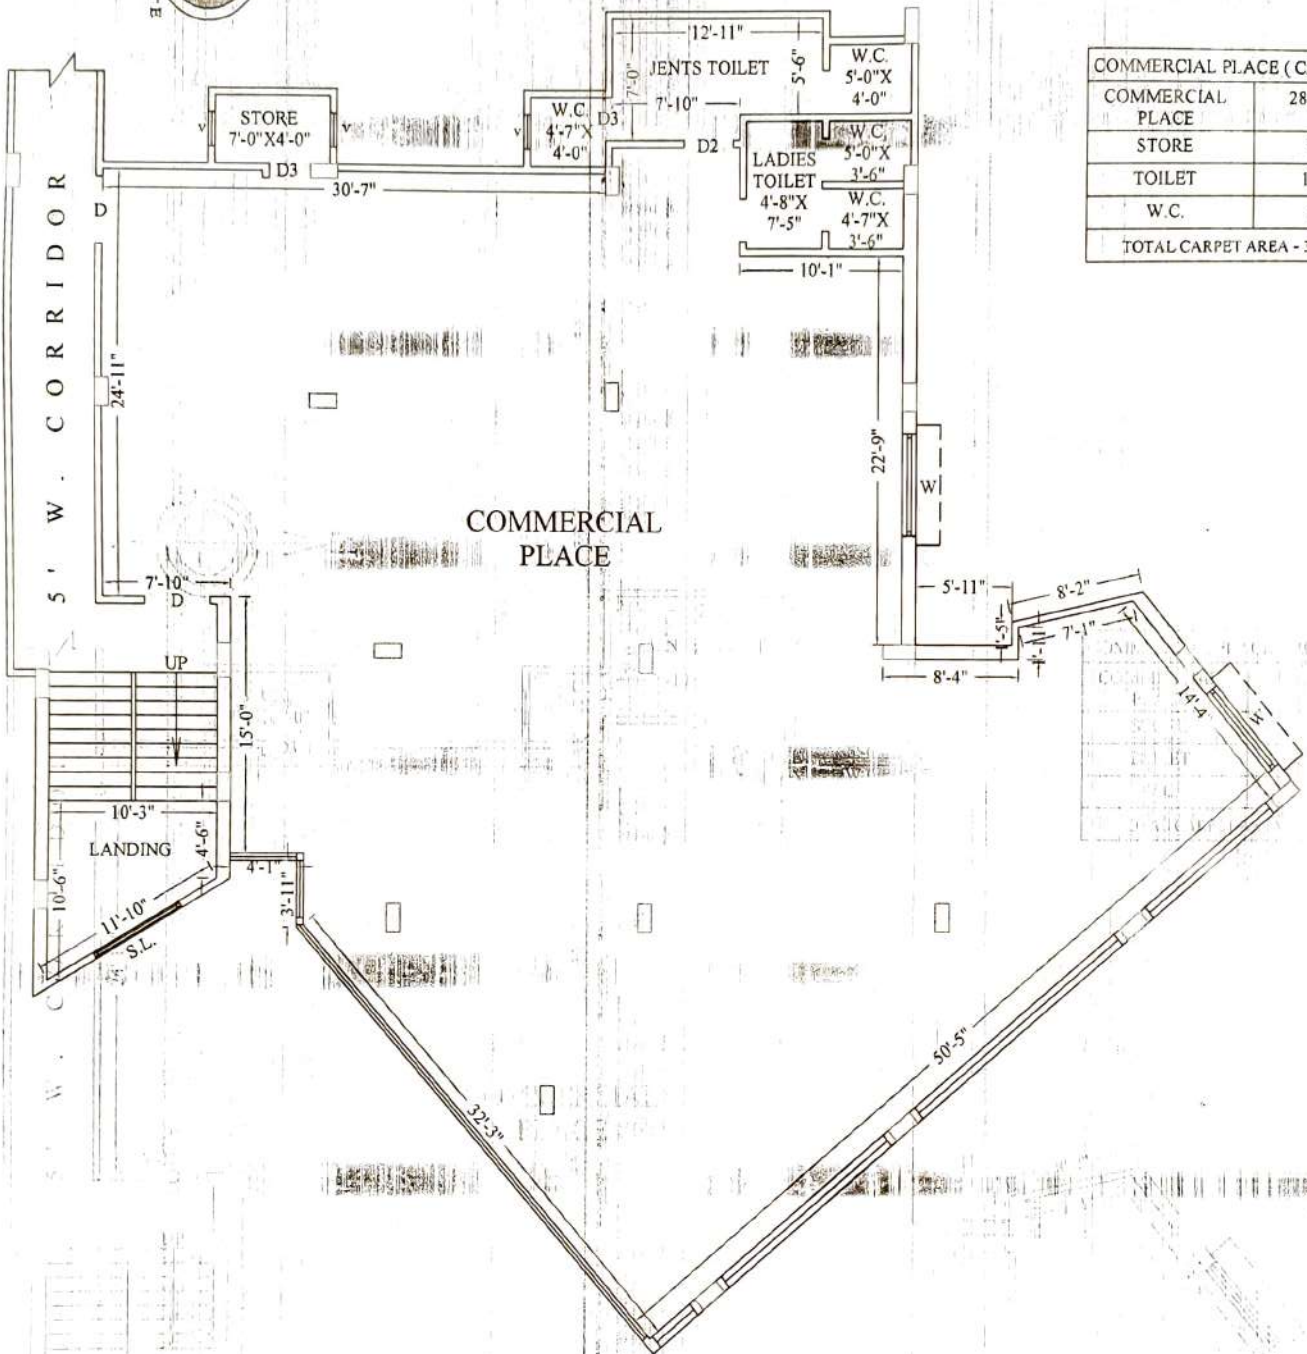 E
12'-11"
JENTS TOILET
7'-0"
5'-6"
7'-10"
W.C.
5'-0"X
4'-0"
COMMERCIAL PLACE ( C
COMMERCIAL
PLACE
28
STORE
TOILET
1
W.C.
TOTAL CARPET AREA - 3
STORE
7'-0"X4'-0"
v
v
D3
v
W.C.
4'-7"X
4'-0"
D3
D2
30'-7"
LADIES
TOILET
4'-8"X
7'-5"
W.C.
5'-0"X
3'-6"
W.C.
4'-7"X
3'-6"
10'-1"
D
5' W. CORRIDOR
24'-11"
22'-9"
W
COMMERCIAL
PLACE
7'-10"
D
5'-11"
8'-2"
7'-1"
8'-4"
14'-4
W
UP
15'-0"
10'-3"
LANDING
4'-6"
10'-6"
11'-10"
S.L.
4'-1"
3'-11"
32'-3"
50'-5"